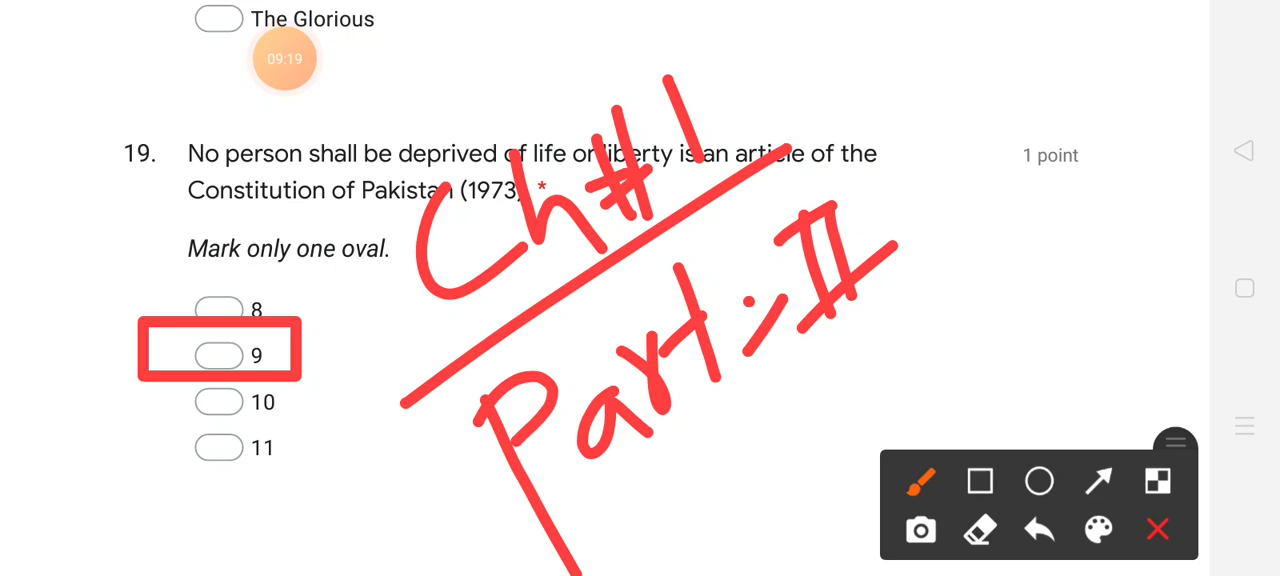 The Glorious
09:19
19. No person shall be deprived of life or liberty is an article of the 1 point
Constitution of Pakistan (1973) *
Mark only one oval.
8
9
10
11
Ch#1
Part=II